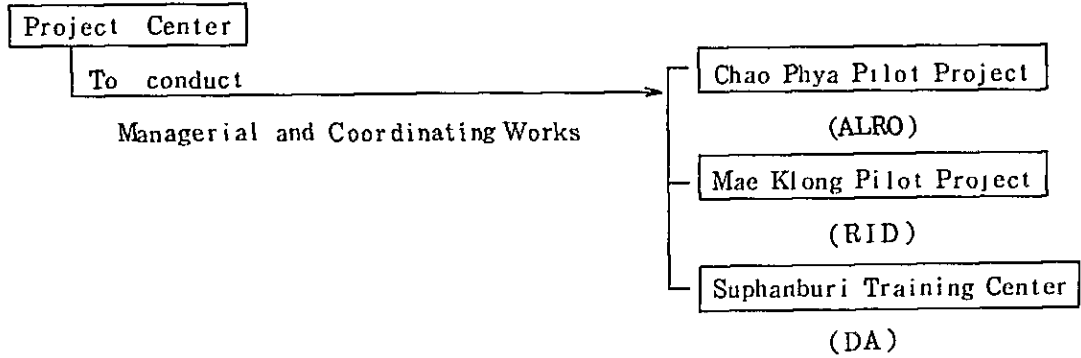 Project Center
To conduct
Managerial and Coordinating Works
Chao Phya Pilot Project
(ALRO)
Mae Klong Pilot Project
(RID)
Suphanburi Training Center
(DA)